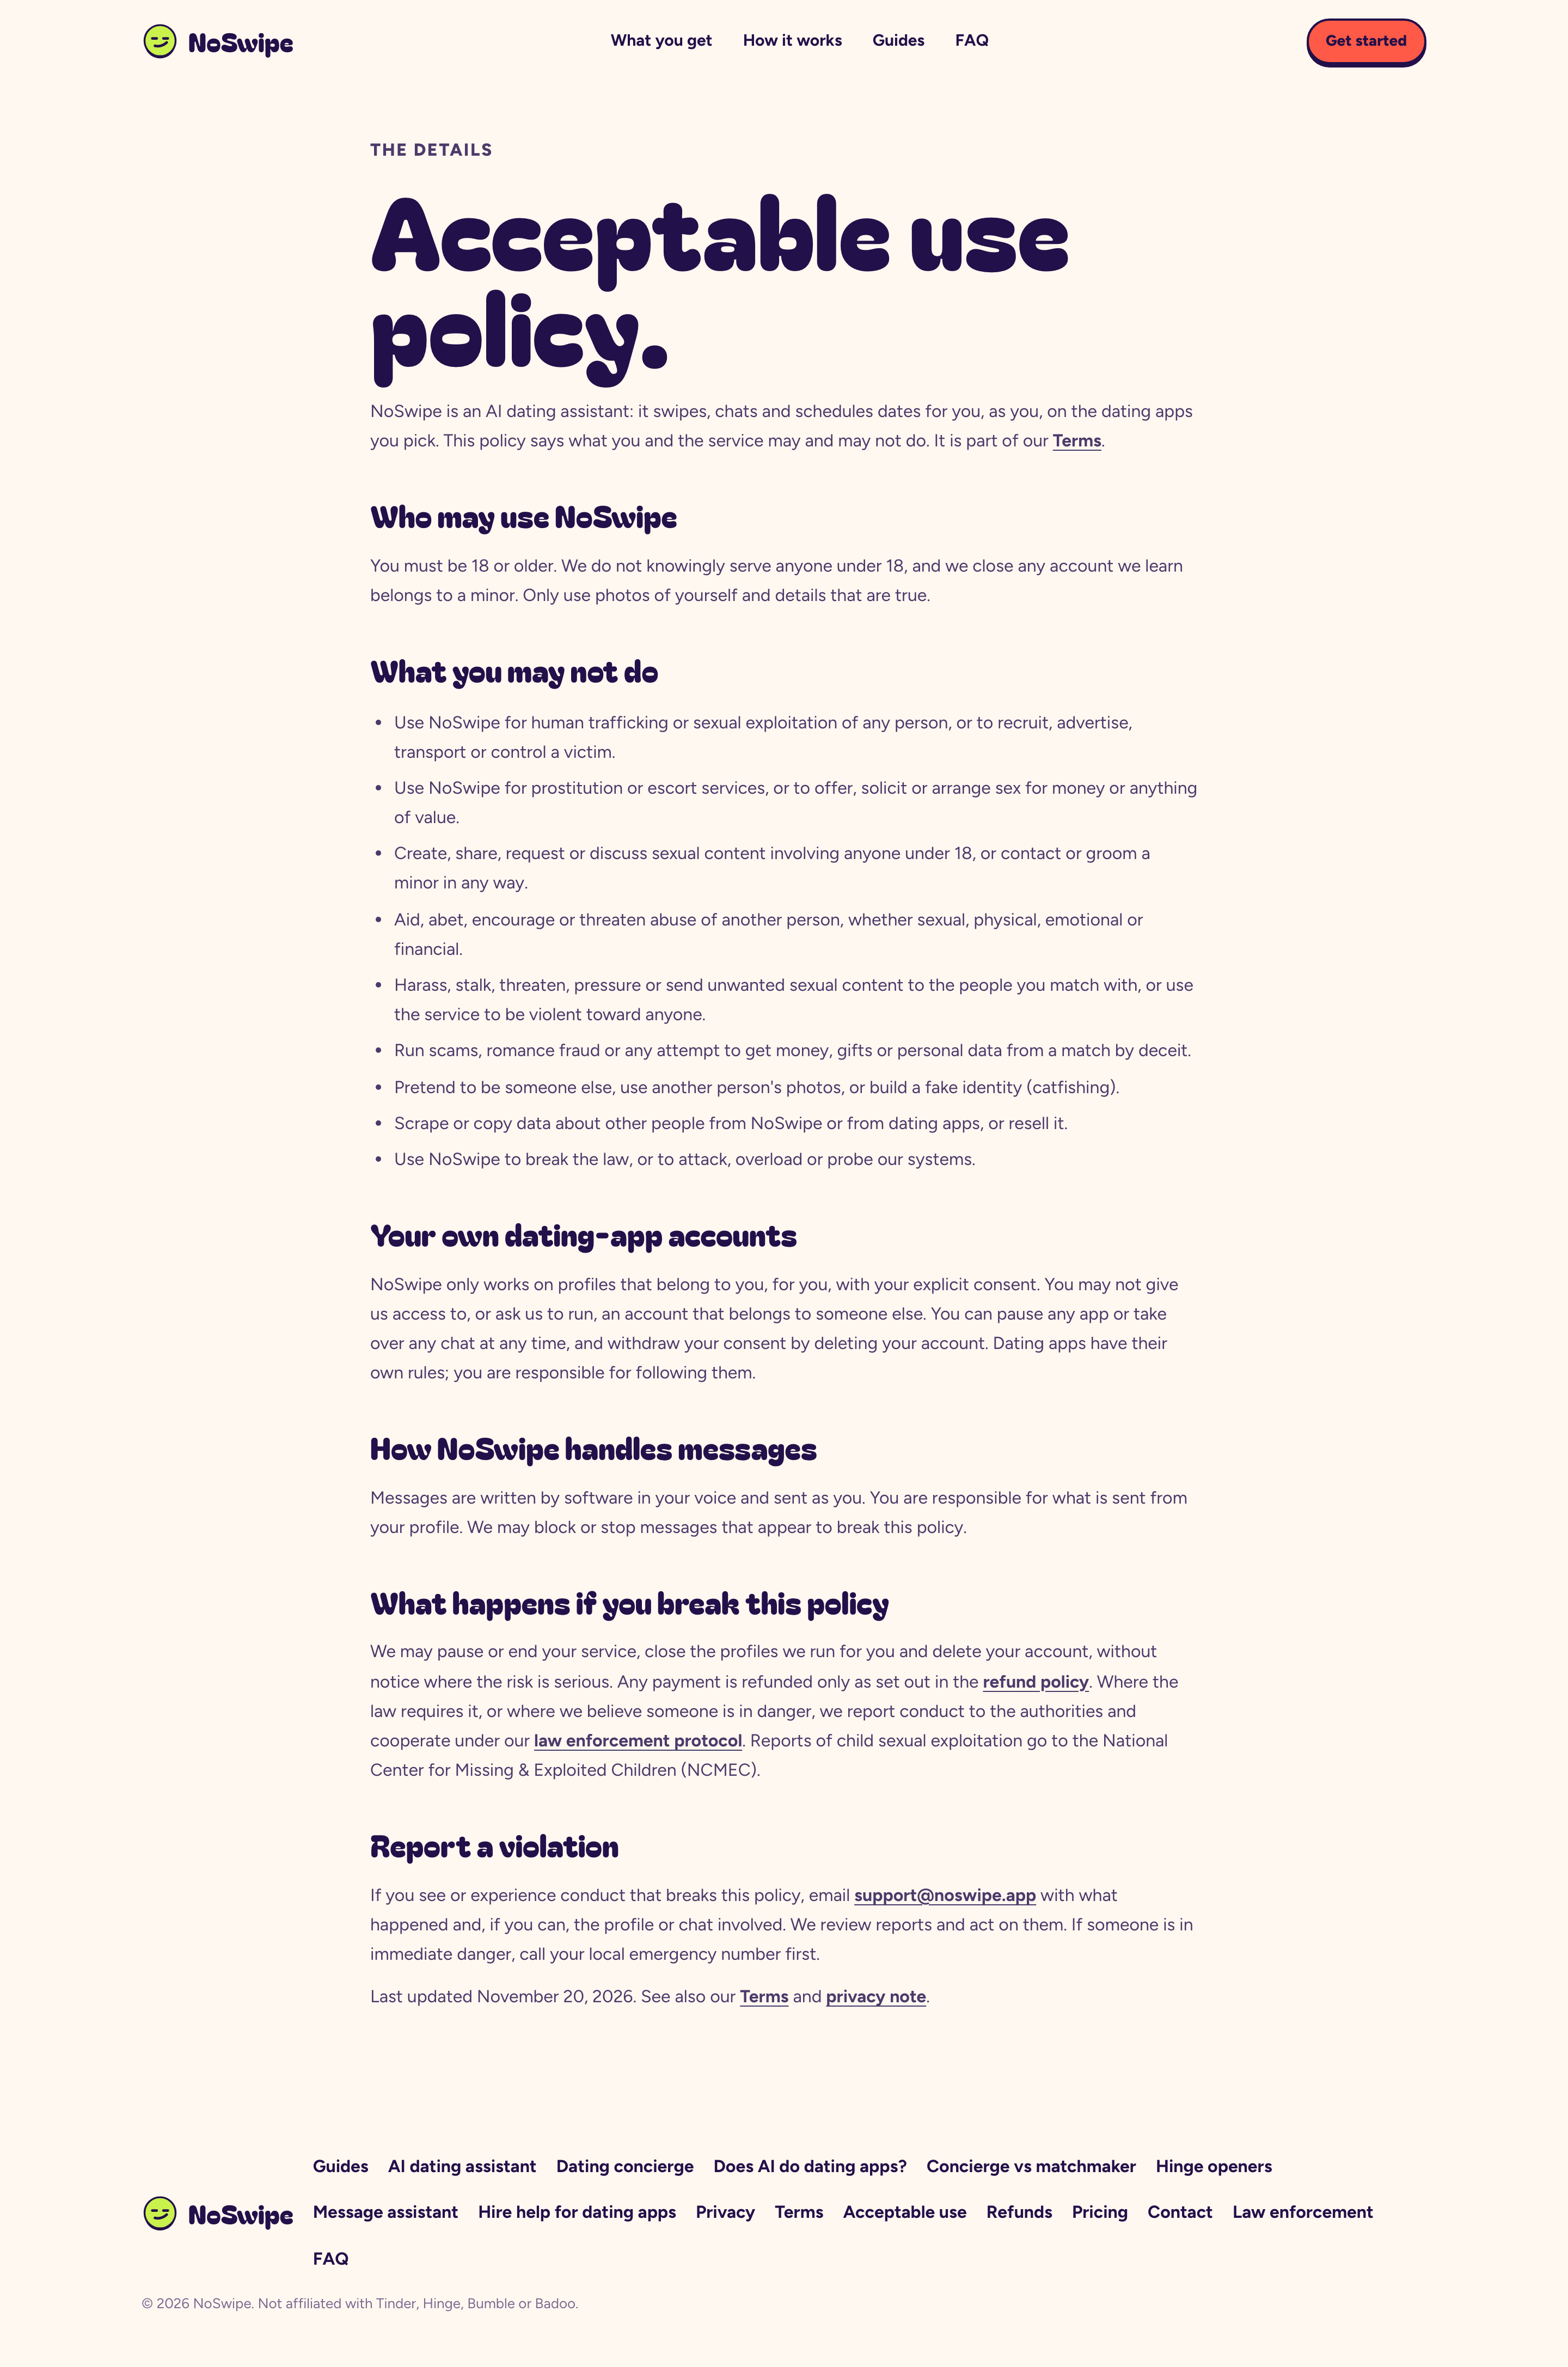 NoSwipe
What you get
How it works
Guides
FAQ
Get started
THE DETAILS
Acceptable use
policy.
NoSwipe is an AI dating assistant: it swipes, chats and schedules dates for you, as you, on the dating apps
you pick. This policy says what you and the service may and may not do. It is part of our Terms.
Who may use NoSwipe
You must be 18 or older. We do not knowingly serve anyone under 18, and we close any account we learn
belongs to a minor. Only use photos of yourself and details that are true.
What you may not do
• Use NoSwipe for human trafficking or sexual exploitation of any person, or to recruit, advertise,
transport or control a victim.
• Use NoSwipe for prostitution or escort services, or to offer, solicit or arrange sex for money or anything
of value.
• Create, share, request or discuss sexual content involving anyone under 18, or contact or groom a
minor in any way.
• Aid, abet, encourage or threaten abuse of another person, whether sexual, physical, emotional or
financial.
• Harass, stalk, threaten, pressure or send unwanted sexual content to the people you match with, or use
the service to be violent toward anyone.
• Run scams, romance fraud or any attempt to get money, gifts or personal data from a match by deceit.
• Pretend to be someone else, use another person's photos, or build a fake identity (catfishing).
• Scrape or copy data about other people from NoSwipe or from dating apps, or resell it.
• Use NoSwipe to break the law, or to attack, overload or probe our systems.
Your own dating-app accounts
NoSwipe only works on profiles that belong to you, for you, with your explicit consent. You may not give
us access to, or ask us to run, an account that belongs to someone else. You can pause any app or take
over any chat at any time, and withdraw your consent by deleting your account. Dating apps have their
own rules; you are responsible for following them.
How NoSwipe handles messages
Messages are written by software in your voice and sent as you. You are responsible for what is sent from
your profile. We may block or stop messages that appear to break this policy.
What happens if you break this policy
We may pause or end your service, close the profiles we run for you and delete your account, without
notice where the risk is serious. Any payment is refunded only as set out in the refund policy. Where the
law requires it, or where we believe someone is in danger, we report conduct to the authorities and
cooperate under our law enforcement protocol. Reports of child sexual exploitation go to the National
Center for Missing & Exploited Children (NCMEC).
Report a violation
If you see or experience conduct that breaks this policy, email support@noswipe.app with what
happened and, if you can, the profile or chat involved. We review reports and act on them. If someone is in
immediate danger, call your local emergency number first.
Last updated November 20, 2026. See also our Terms and privacy note.
Guides AI dating assistant Dating concierge Does AI do dating apps? Concierge vs matchmaker Hinge openers
NoSwipe
Message assistant Hire help for dating apps Privacy Terms Acceptable use Refunds Pricing Contact Law enforcement
FAQ
© 2026 NoSwipe. Not affiliated with Tinder, Hinge, Bumble or Badoo.